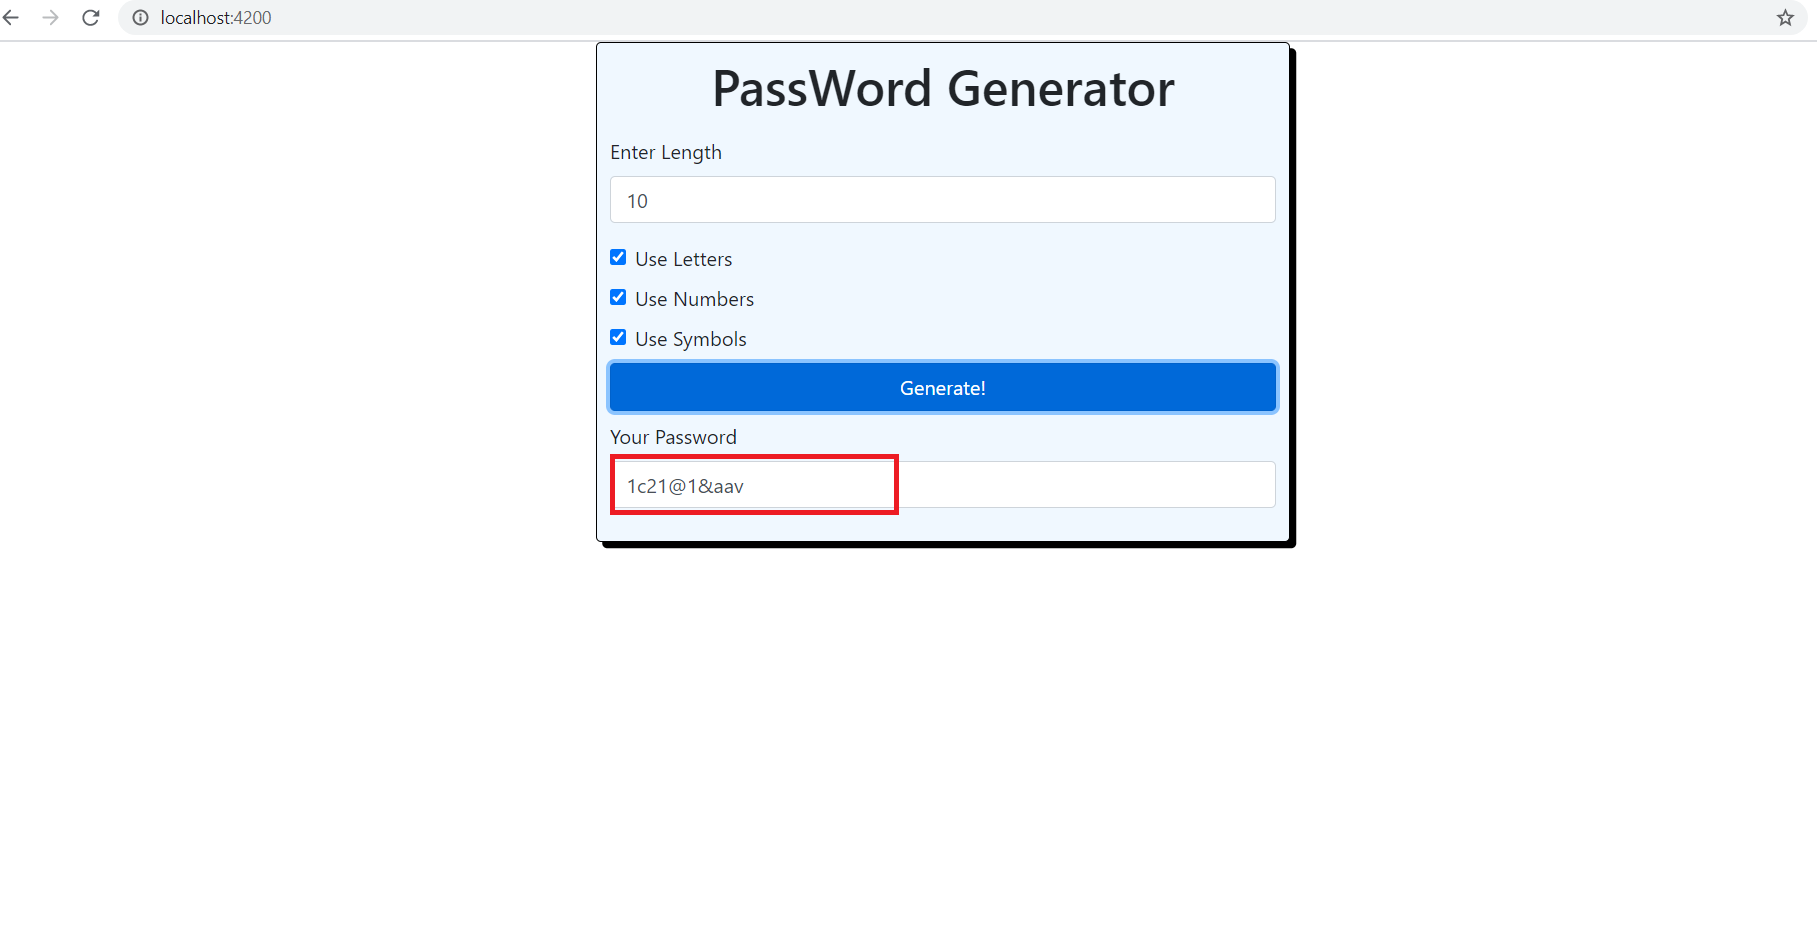 localhost:4200
PassWord Generator
Enter Length
10
Use Letters
Use Numbers
Use Symbols
Generate!
Your Password
1c21@1&aav